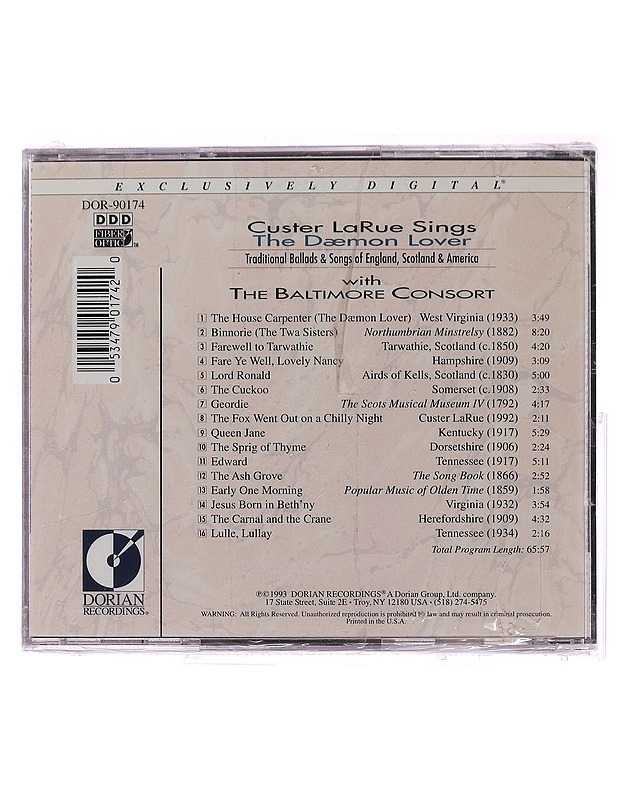 EXCLUSIVELY DIGITAL®
DOR-90174
DDD
FIBER
OPTIC™
0 53479 01742 0
Custer LaRue Sings
The Dæmon Lover
Traditional Ballads & Songs of England, Scotland & America
with
THE BALTIMORE CONSORT
1 The House Carpenter (The Dæmon Lover) West Virginia (1933) 3:49
2 Binnorie (The Twa Sisters) Northumbrian Minstrelsy (1882) 8:20
3 Farewell to Tarwathie Tarwathie, Scotland (c.1850) 4:20
4 Fare Ye Well, Lovely Nancy Hampshire (1909) 3:09
5 Lord Ronald Airds of Kells, Scotland (c.1830) 5:00
6 The Cuckoo Somerset (c.1908) 2:33
7 Geordie The Scots Musical Museum IV (1792) 4:17
8 The Fox Went Out on a Chilly Night Custer LaRue (1992) 2:11
9 Queen Jane Kentucky (1917) 5:29
10 The Sprig of Thyme Dorsetshire (1906) 2:24
11 Edward Tennessee (1917) 5:11
12 The Ash Grove The Song Book (1866) 2:52
13 Early One Morning Popular Music of Olden Time (1859) 1:58
14 Jesus Born in Beth'ny Virginia (1932) 3:54
15 The Carnal and the Crane Herefordshire (1909) 4:32
16 Lulle, Lullay Tennessee (1934) 2:16
Total Program Length: 65:57
DORIAN
RECORDINGS®
℗©1993 DORIAN RECORDINGS® A Dorian Group, Ltd. company.
17 State Street, Suite 2E • Troy, NY 12180 USA • (518) 274-5475
WARNING: All Rights Reserved. Unauthorized reproduction is prohibited by law and may result in criminal prosecution.
Printed in the U.S.A.